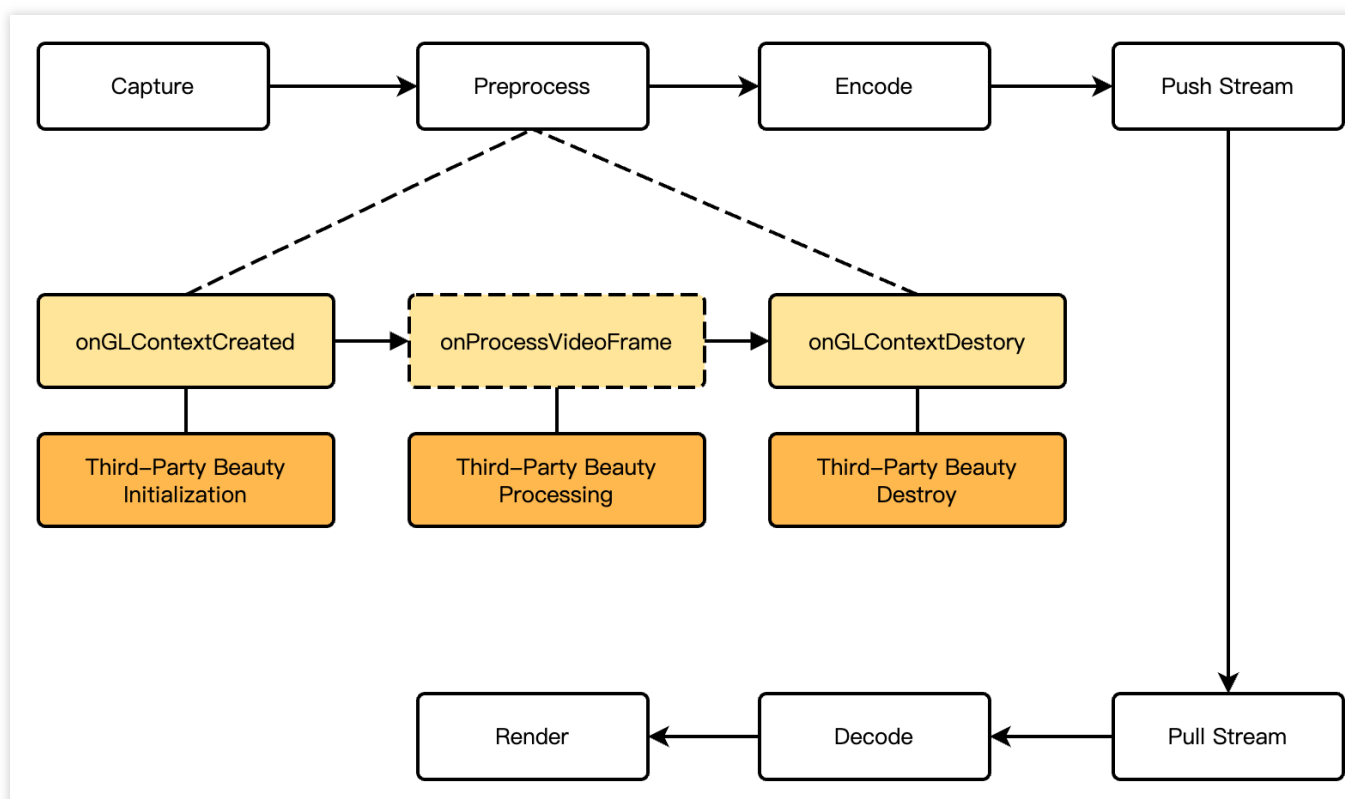 Capture
Preprocess
Encode
Push Stream
onGLContextCreated
onProcessVideoFrame
onGLContextDestory
Third-Party Beauty
Initialization
Third-Party Beauty
Processing
Third-Party Beauty
Destroy
Render
Decode
Pull Stream